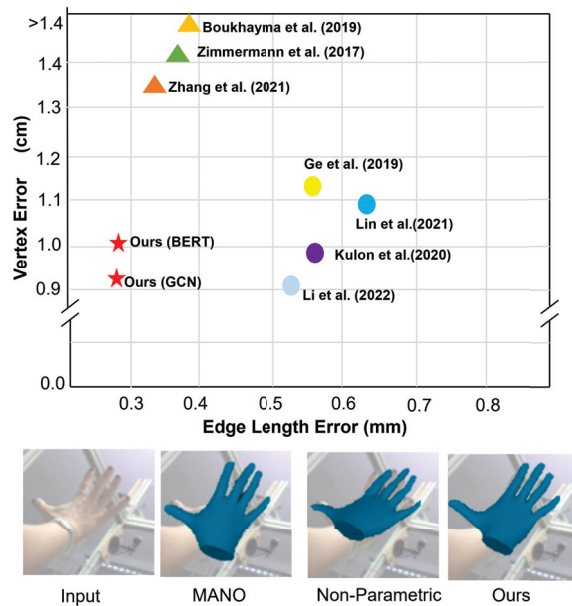 >1.4
Boukhayma et al. (2019)
Zimmermann et al. (2017)
1.4
Zhang et al. (2021)
1.3
Vertex Error (cm)
1.2
Ge et al. (2019)
1.1
Lin et al.(2021)
Ours (BERT)
1.0
Kulon et al.(2020)
Ours (GCN)
0.9
Li et al. (2022)
0.0
0.3 0.4 0.5 0.6 0.7 0.8
Edge Length Error (mm)
Input MANO Non-Parametric Ours